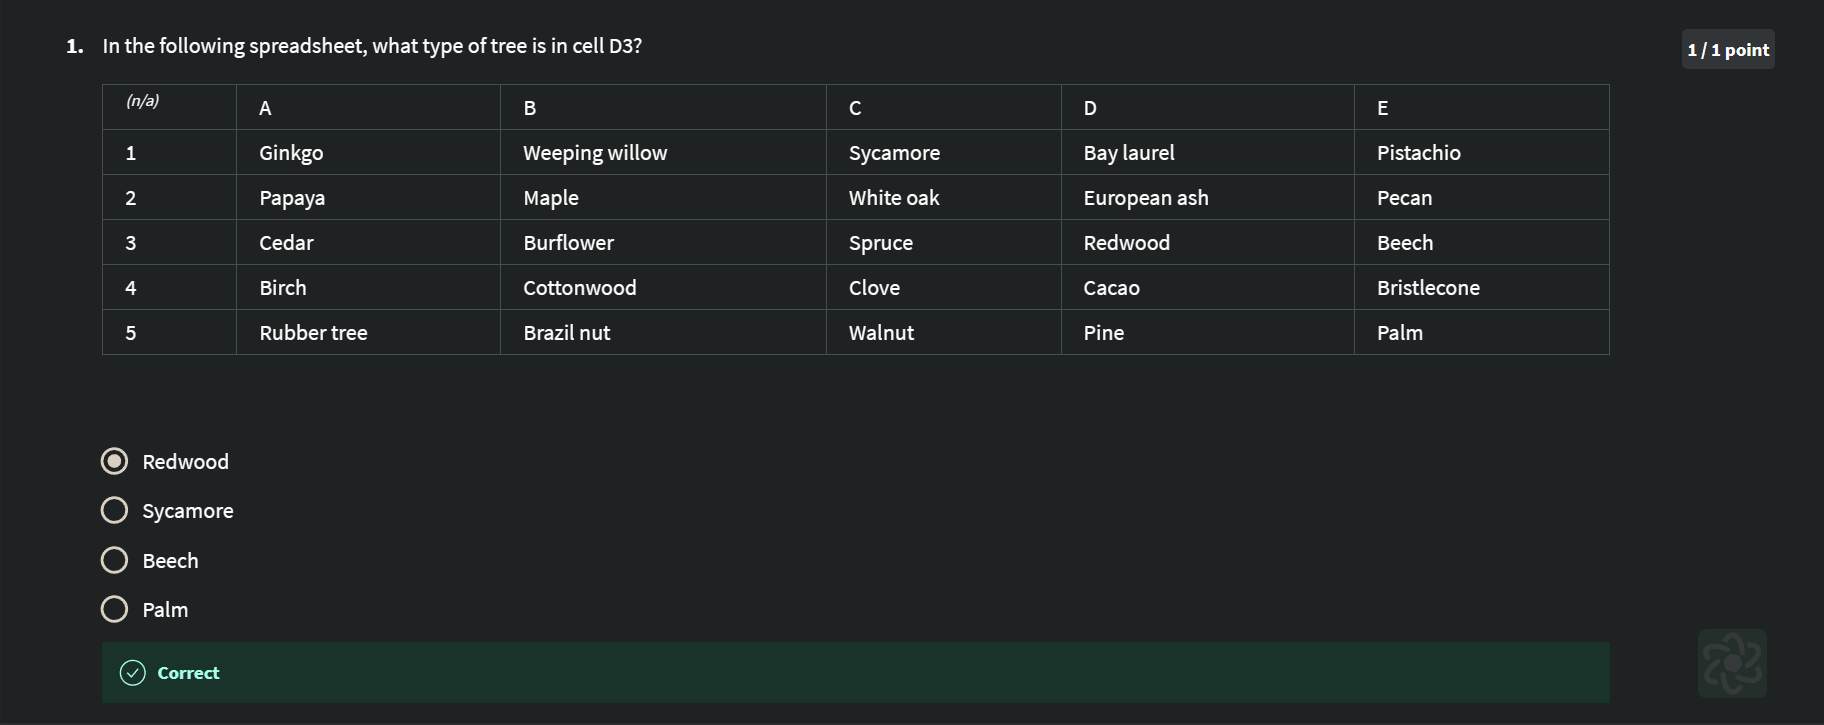 1. In the following spreadsheet, what type of tree is in cell D3?
1 / 1 point
(n/a) A B C D E
1 Ginkgo Weeping willow Sycamore Bay laurel Pistachio
2 Papaya Maple White oak European ash Pecan
3 Cedar Burflower Spruce Redwood Beech
4 Birch Cottonwood Clove Cacao Bristlecone
5 Rubber tree Brazil nut Walnut Pine Palm
Redwood
Sycamore
Beech
Palm
Correct